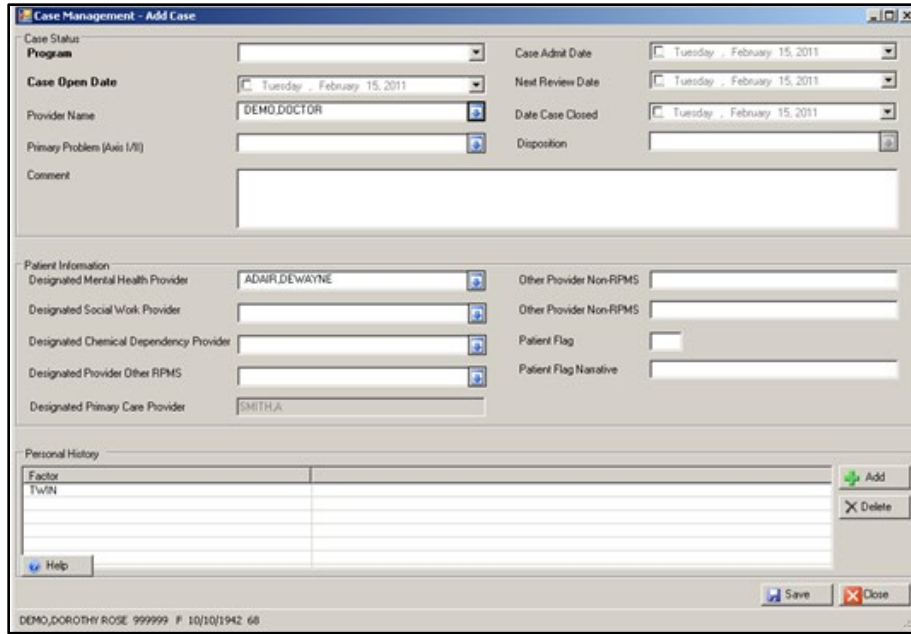 Case Management - Add Case
Case Status
Program
Case Admit Date
Tuesday , February 15, 2011
Case Open Date
Tuesday , February 15, 2011
Next Review Date
Tuesday , February 15, 2011
Provider Name
DEMO,DOCTOR
Date Case Closed
Tuesday , February 15, 2011
Primary Problem (Axis I/II)
Disposition
Comment
Patient Information
Designated Mental Health Provider
ADAIR,DEWAYNE
Other Provider Non-RPMS
Designated Social Work Provider
Other Provider Non-RPMS
Designated Chemical Dependency Provider
Patient Flag
Designated Provider Other RPMS
Patient Flag Narrative
Designated Primary Care Provider
SMITH,A
Personal History
Factor
Add
TWIN
Delete
Help
Save
Close
DEMO,DOROTHY ROSE 999999 F 10/10/1942 68